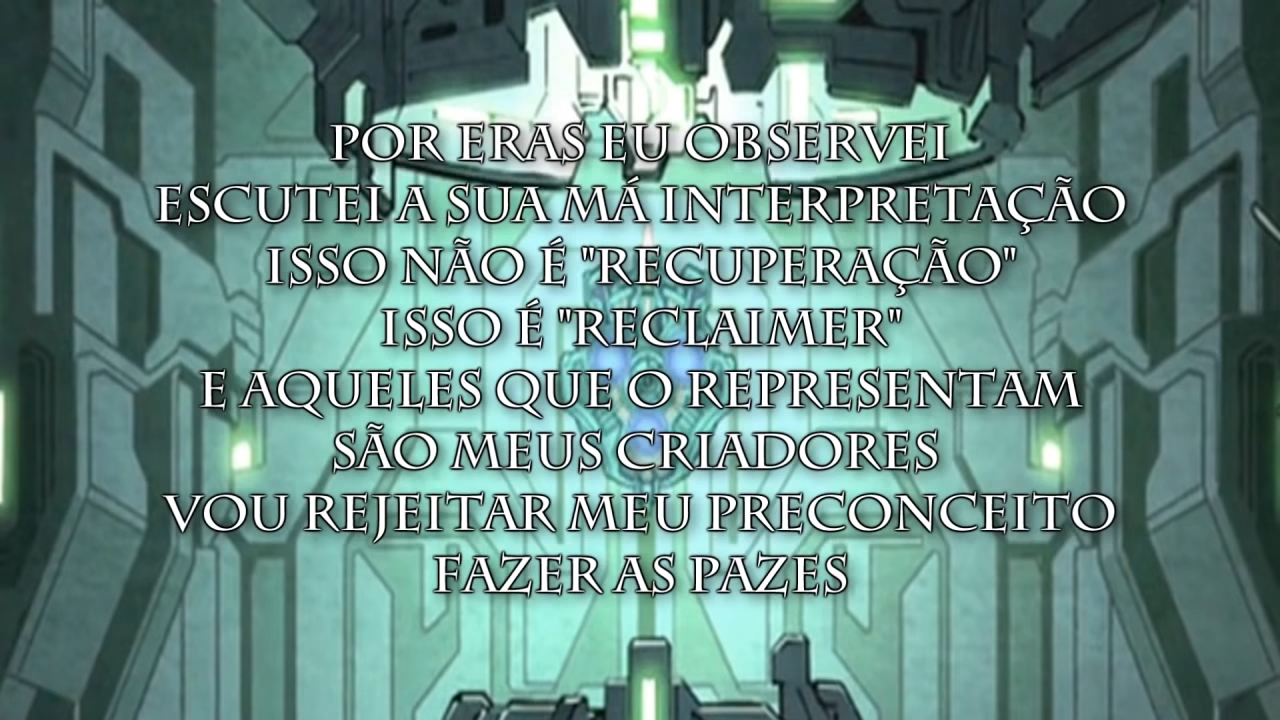 POR ERAS EU OBSERVEI
ESCUTEI A SUA MÁ INTERPRETAÇÃO
ISSO NÃO É "RECUPERAÇÃO"
ISSO É "RECLAIMER"
E AQUELES QUE O REPRESENTAM
SÃO MEUS CRIADORES
VOU REJEITAR MEU PRECONCEITO
FAZER AS PAZES